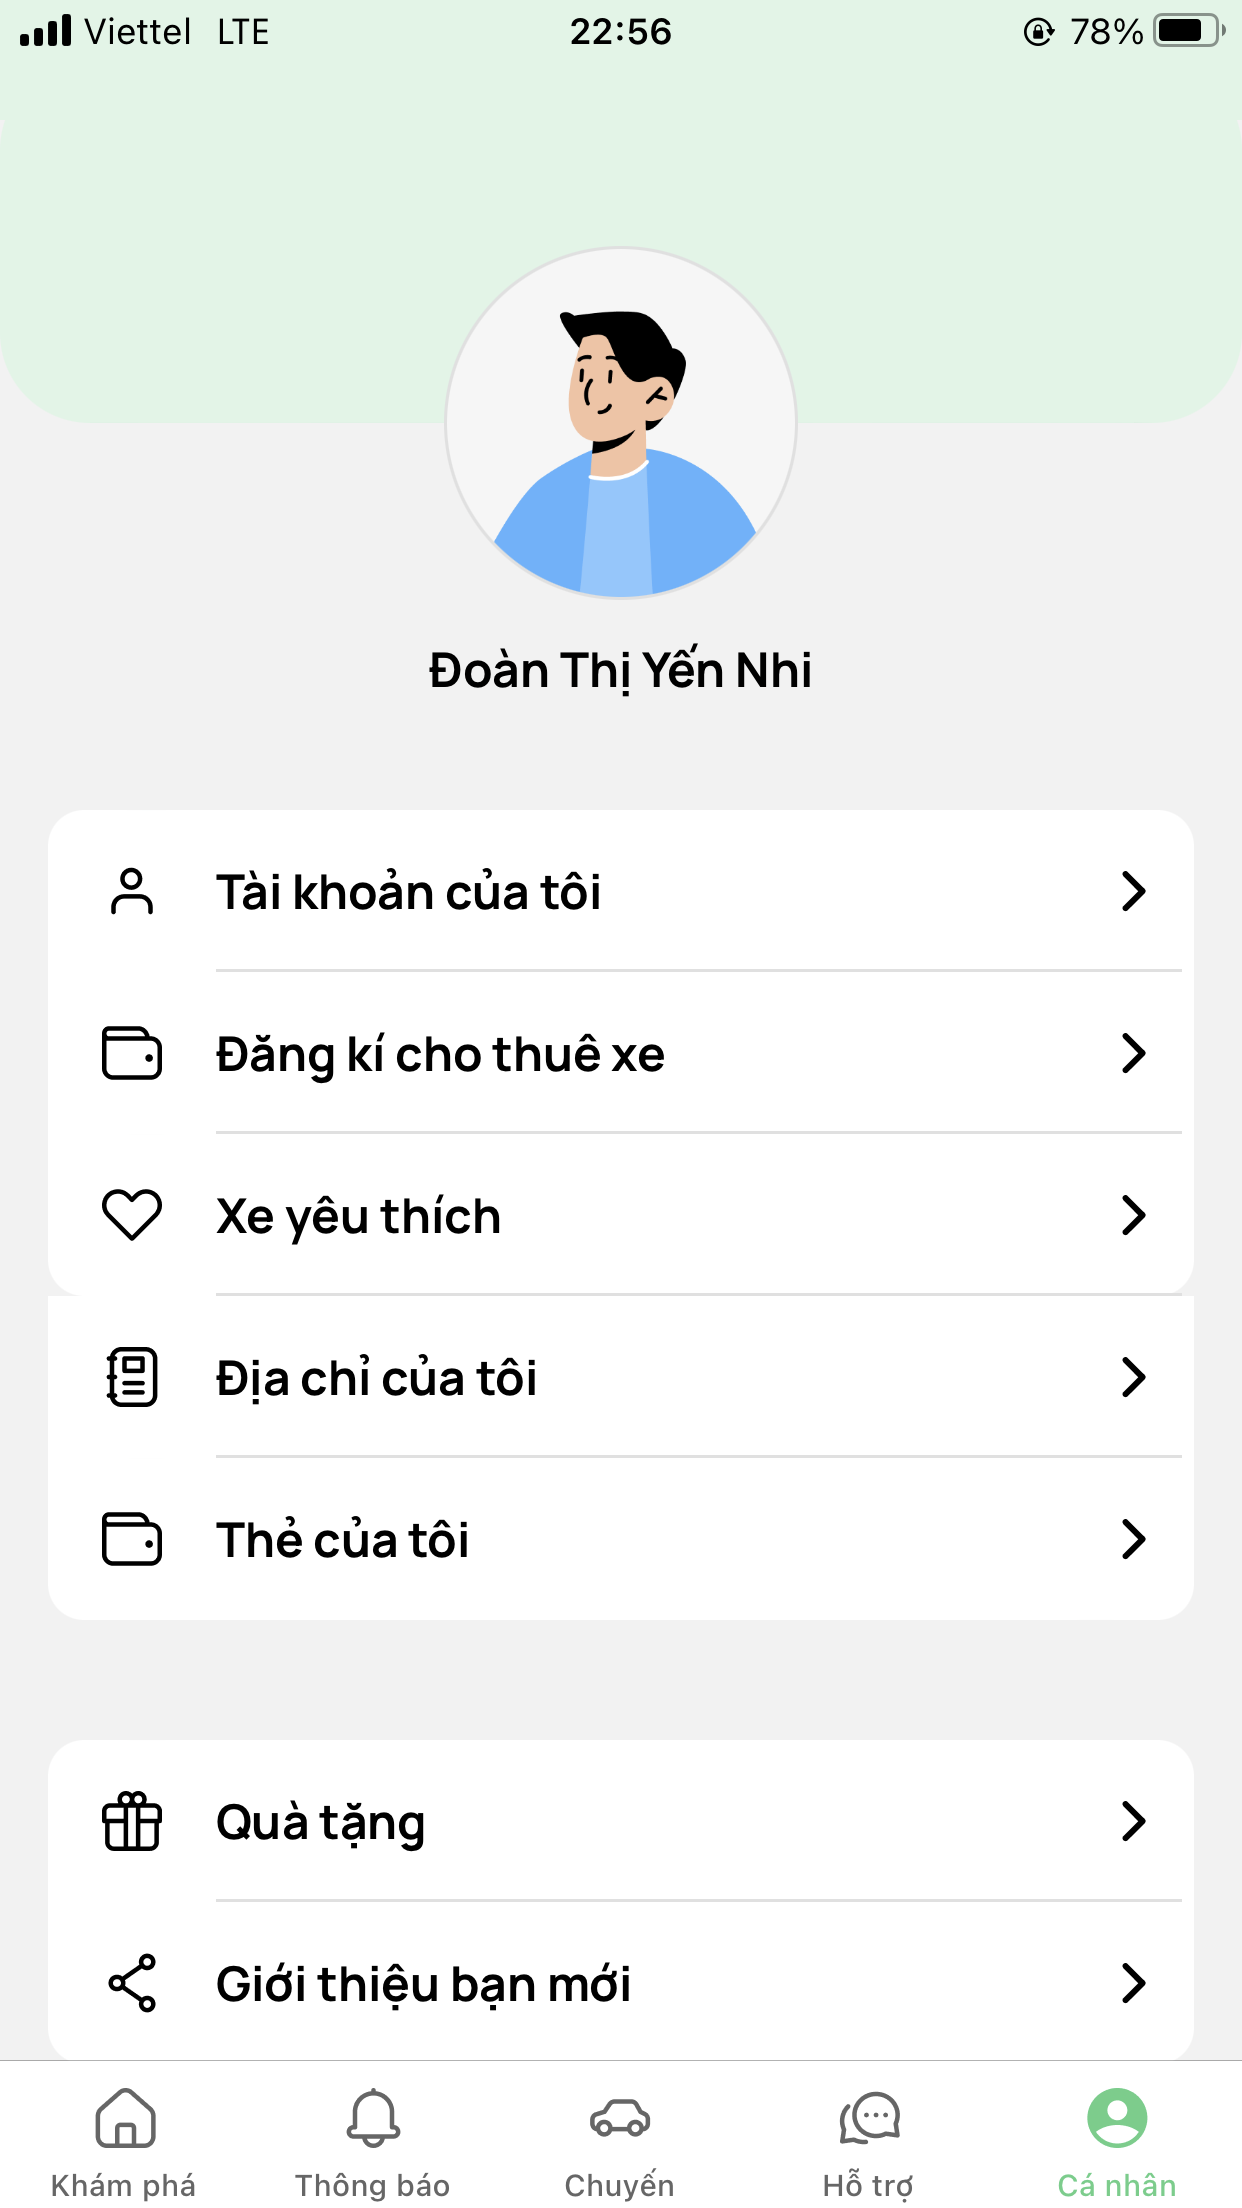 Viettel LTE 22:56 78%
Đoàn Thị Yến Nhi
Tài khoản của tôi
Đăng kí cho thuê xe
Xe yêu thích
Địa chỉ của tôi
Thẻ của tôi
Quà tặng
Giới thiệu bạn mới
Khám phá Thông báo Chuyến Hỗ trợ Cá nhân